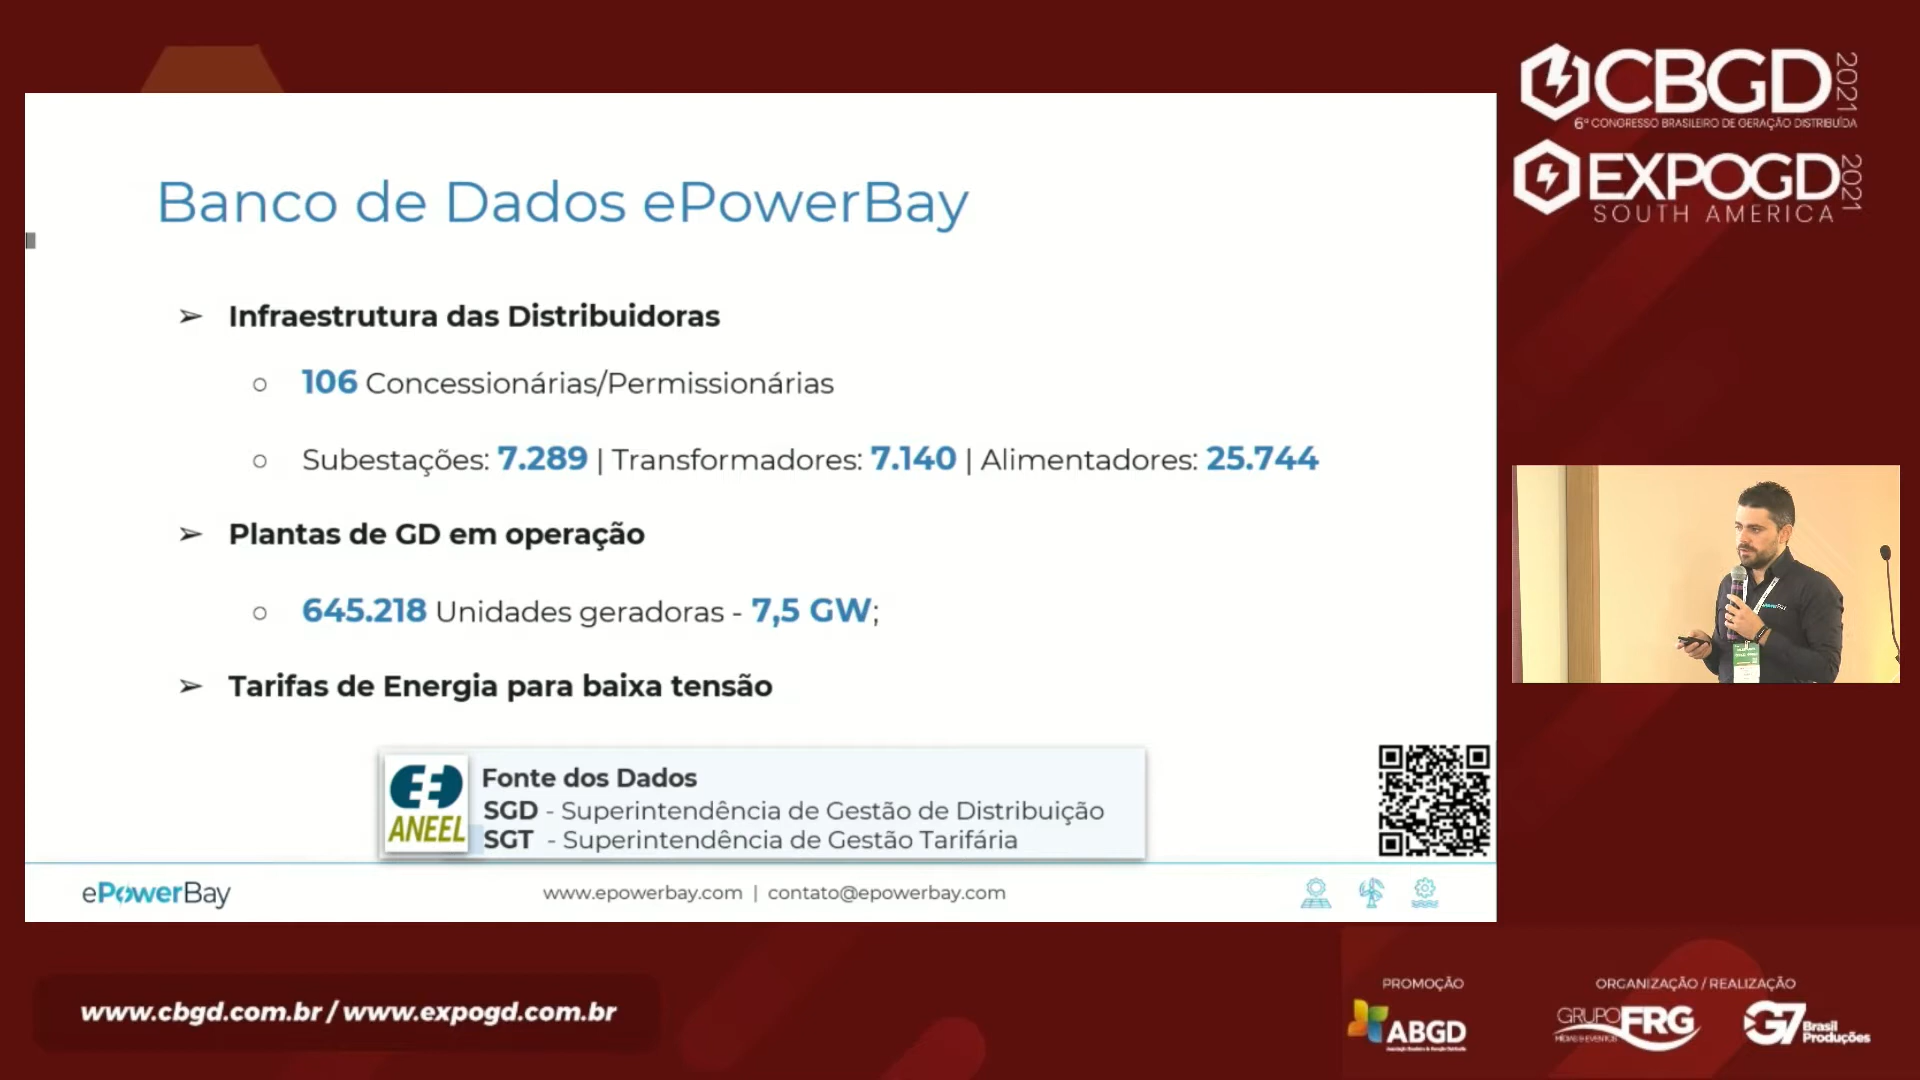 CBGD 2021
6º CONGRESSO BRASILEIRO DE GERAÇÃO DISTRIBUÍDA
EXPOGD 2021
SOUTH AMERICA
Banco de Dados ePowerBay
➢ Infraestrutura das Distribuidoras
○ 106 Concessionárias/Permissionárias
○ Subestações: 7.289 | Transformadores: 7.140 | Alimentadores: 25.744
➢ Plantas de GD em operação
○ 645.218 Unidades geradoras - 7,5 GW;
➢ Tarifas de Energia para baixa tensão
ANEEL
Fonte dos Dados
SGD - Superintendência de Gestão de Distribuição
SGT - Superintendência de Gestão Tarifária
ePowerBay
www.epowerbay.com | contato@epowerbay.com
www.cbgd.com.br / www.expogd.com.br
PROMOÇÃO
ABGD
ORGANIZAÇÃO / REALIZAÇÃO
GRUPO FRG
MÍDIAS & EVENTOS
G7 Brasil Produções